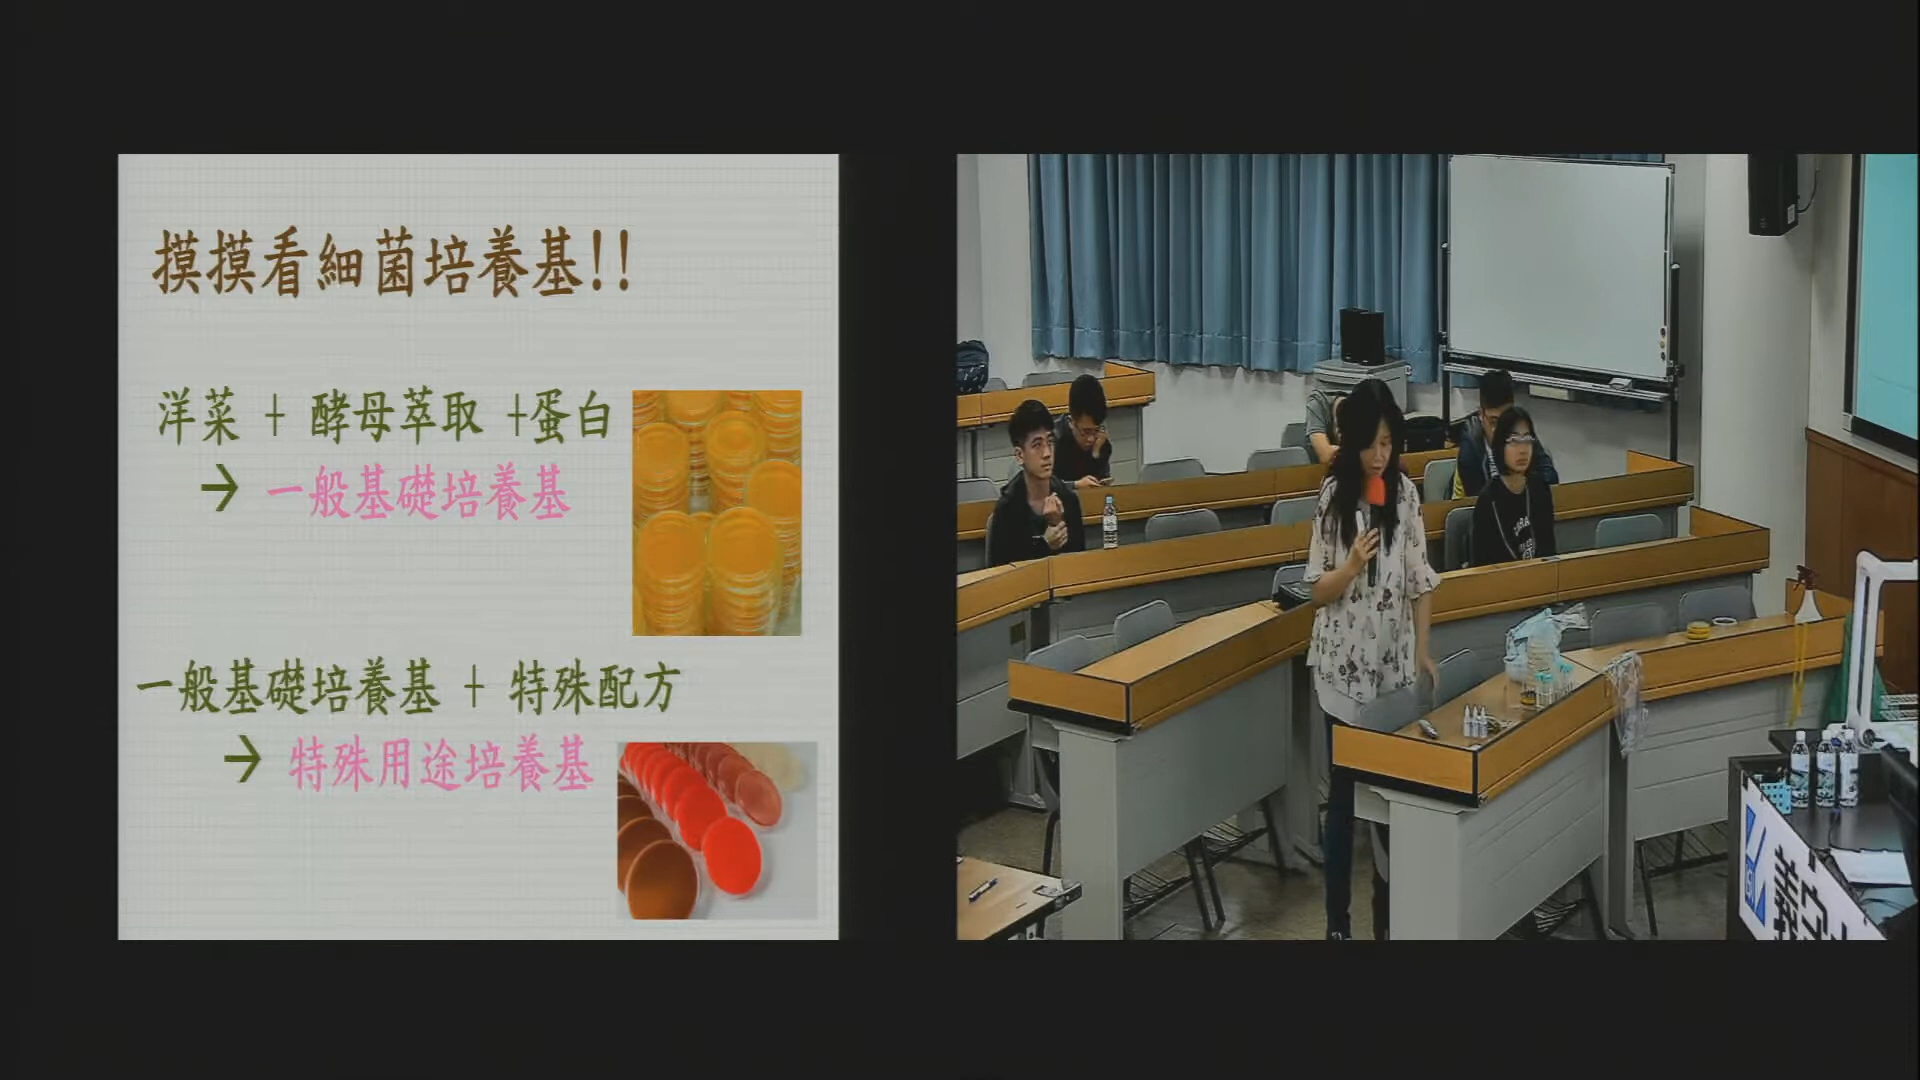 摸摸看細菌培養基!!
洋菜 + 酵母萃取 +蛋白
→ 一般基礎培養基
一般基礎培養基 + 特殊配方
→ 特殊用途培養基